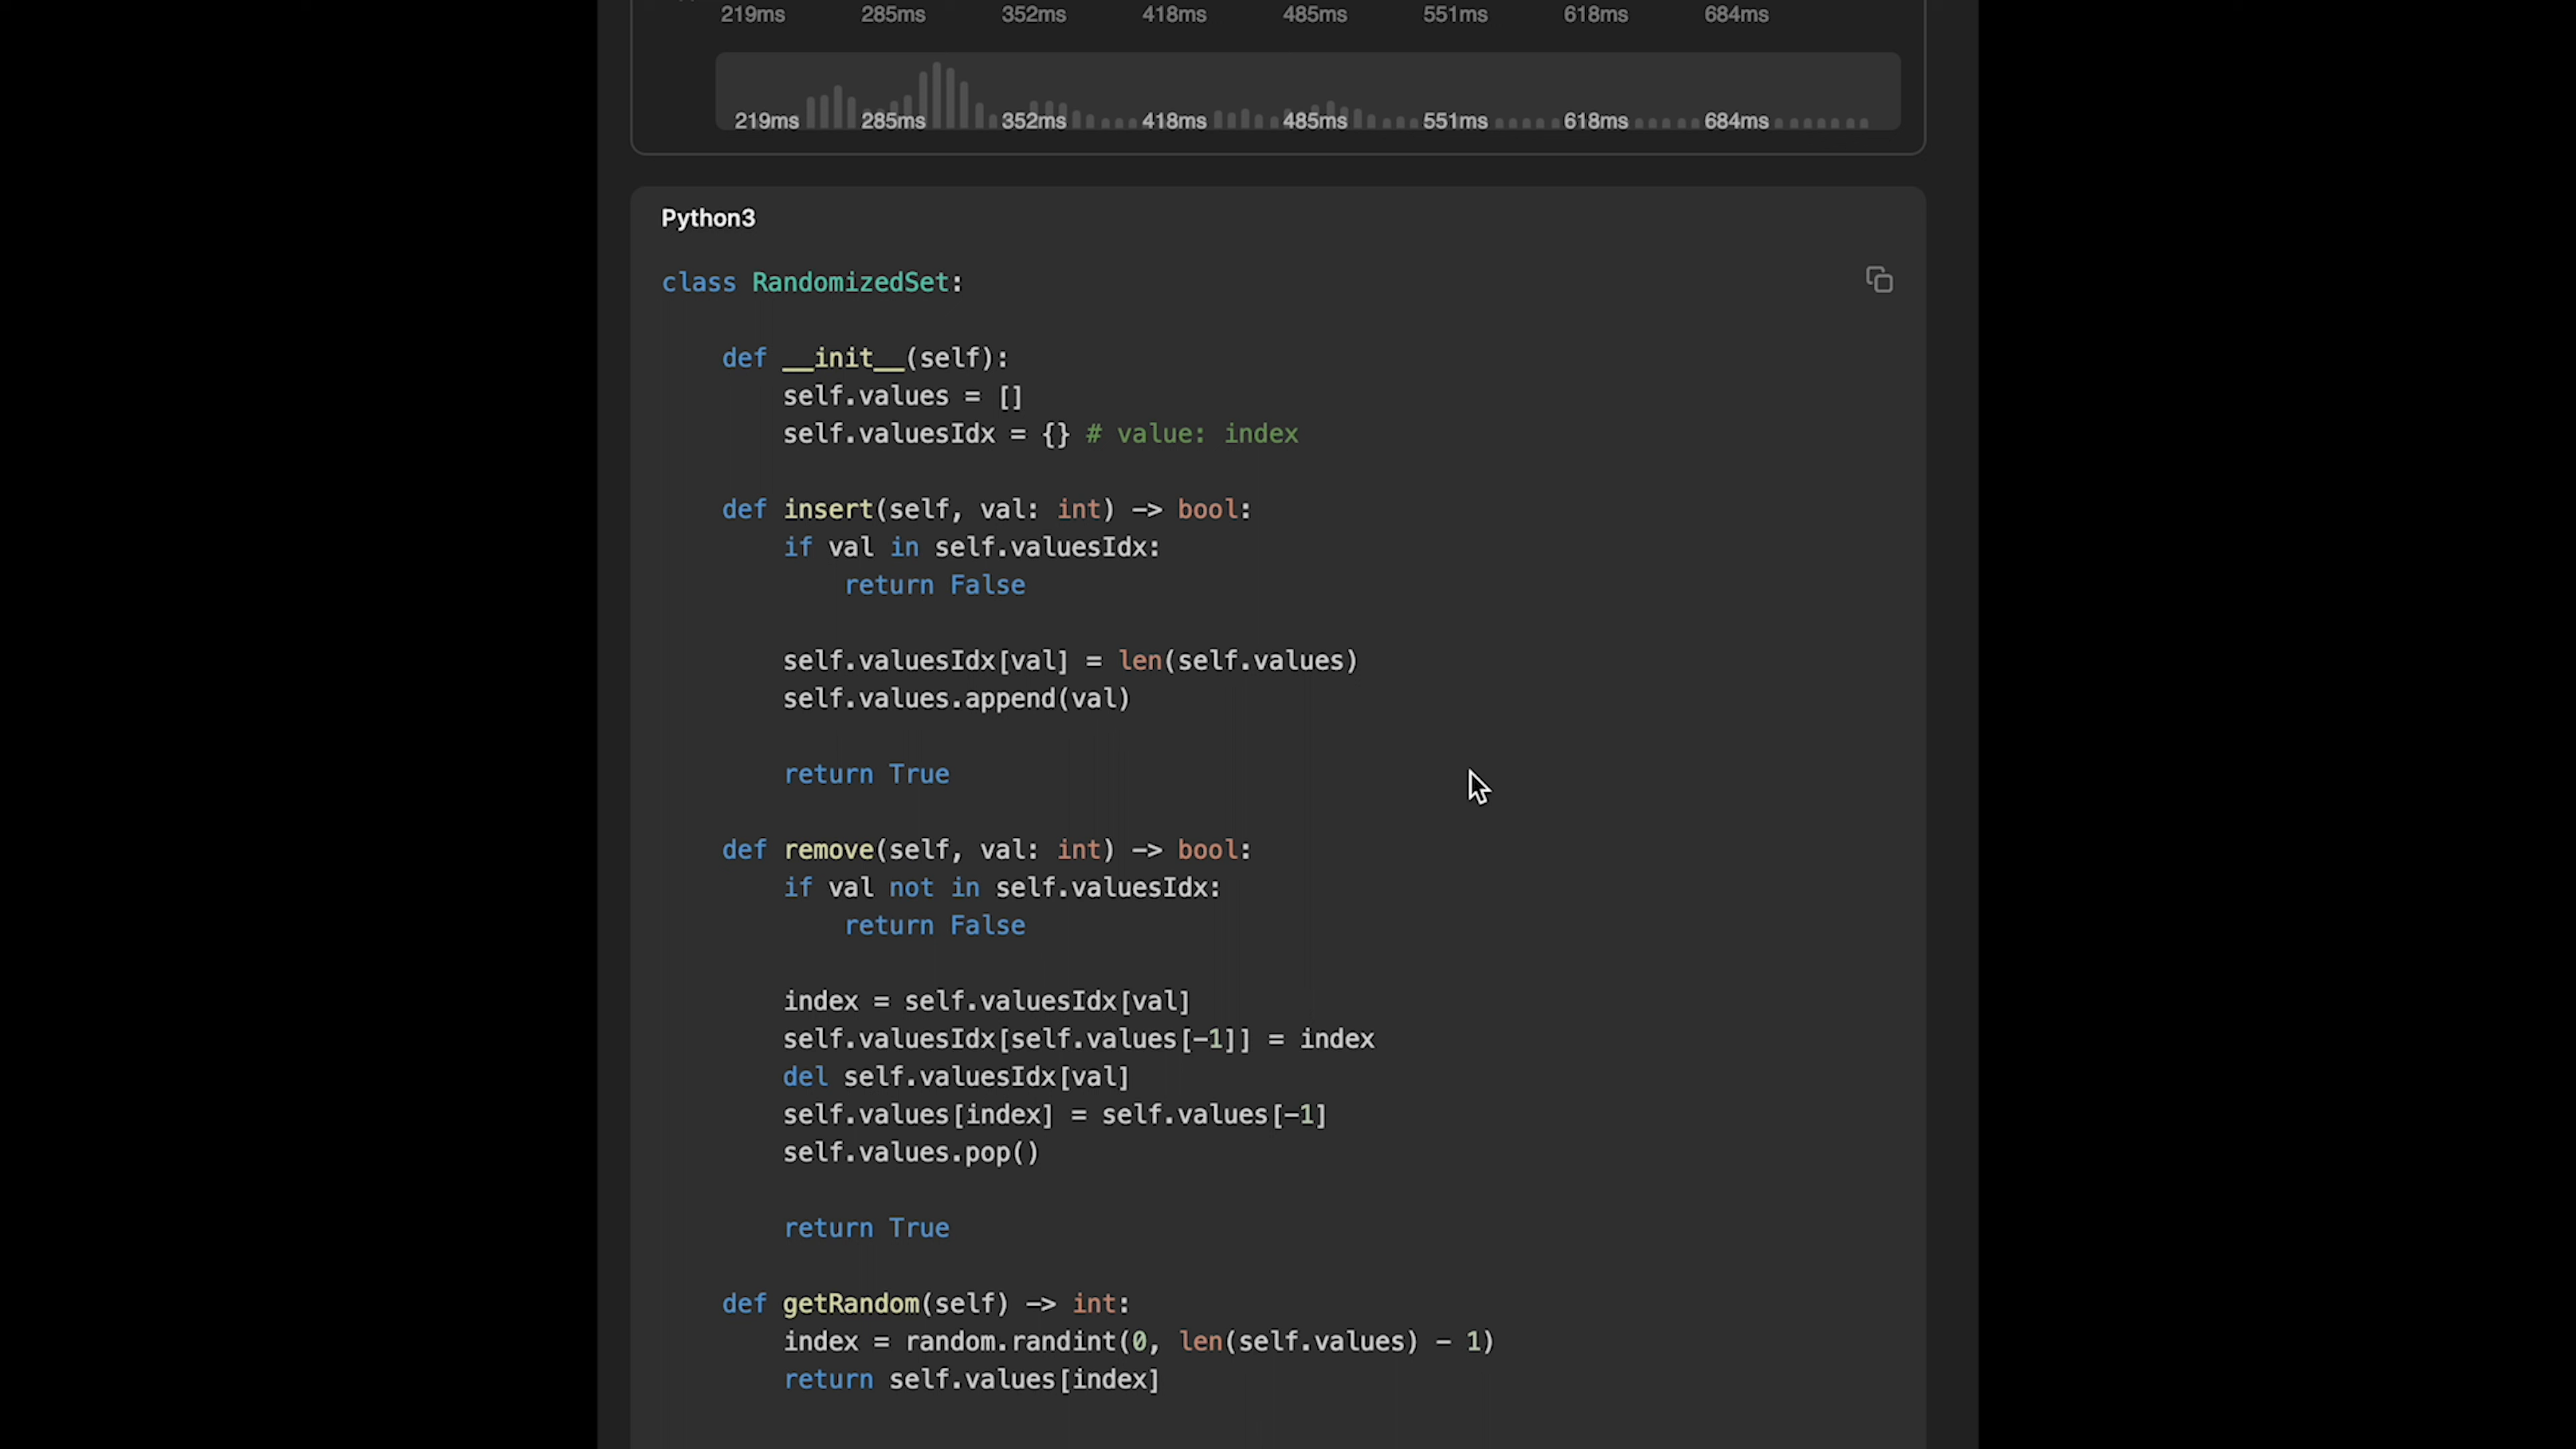 219ms 285ms 352ms 418ms 485ms 551ms 618ms 684ms
219ms 285ms 352ms 418ms 485ms 551ms 618ms 684ms
Python3
class RandomizedSet:
    def __init__(self):
        self.values = []
        self.valuesIdx = {} # value: index
    def insert(self, val: int) -> bool:
        if val in self.valuesIdx:
            return False
        self.valuesIdx[val] = len(self.values)
        self.values.append(val)
        return True
    def remove(self, val: int) -> bool:
        if val not in self.valuesIdx:
            return False
        index = self.valuesIdx[val]
        self.valuesIdx[self.values[-1]] = index
        del self.valuesIdx[val]
        self.values[index] = self.values[-1]
        self.values.pop()
        return True
    def getRandom(self) -> int:
        index = random.randint(0, len(self.values) - 1)
        return self.values[index]